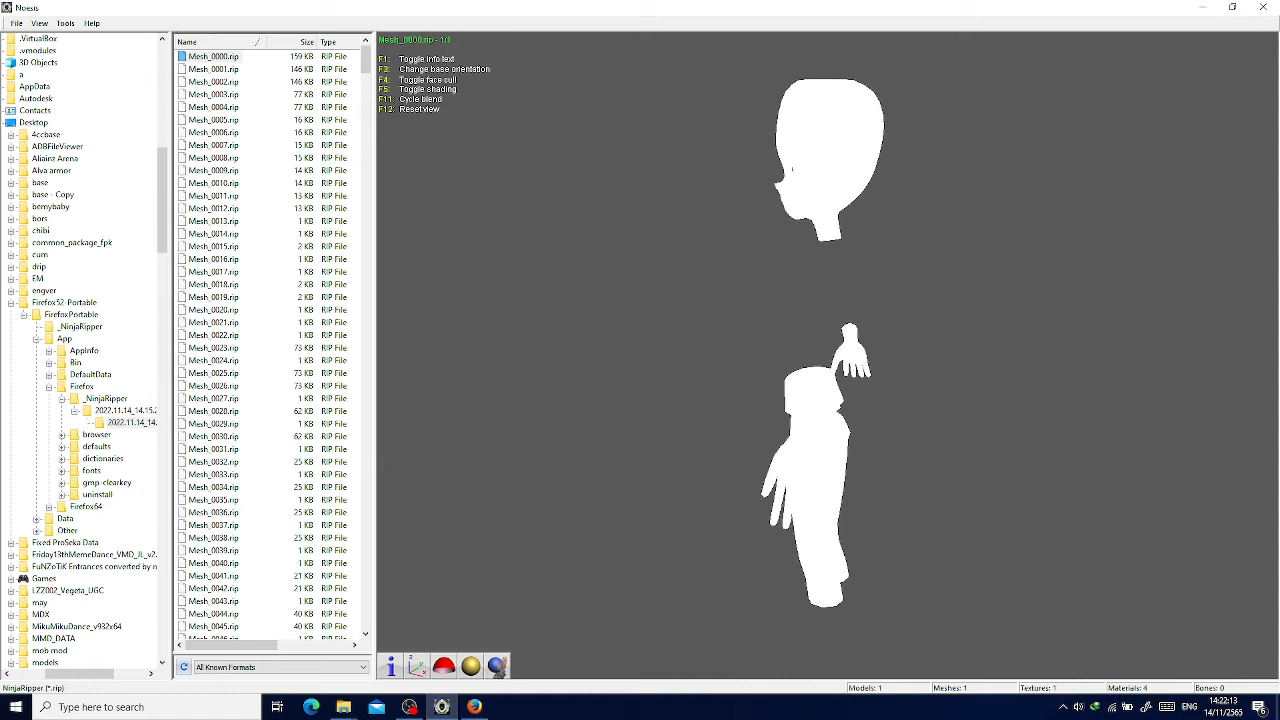 Noesis
File View Tools Help
.VirtualBox
.vmodules
3D Objects
a
AppData
Autodesk
Contacts
Desktop
4ccbase
ADBFileViewer
Alva armor
base
base - Copy
bemybaby
bors
chibi
common_package_fpk
cum
drip
EM
engver
Firefox52-Portable
FirefoxPortable
_NinjaRipper
App
AppInfo
Bin
DefaultData
Firefox
_NinjaRipper
2022.11.14_14.15.2
2022.11.14_14.
browser
defaults
dictionaries
fonts
gmp-clearkey
uninstall
Firefox64
Data
Other
Fixed ProSeka Data
Friday13thMemeDance_VMD_JL_v2.
FuNZoTiK Entrances converted by n
Games
LZZ002_Vegeta_UGC
may
MDX
MikuMikuDance_v932x64
MMD_DATA
mob mod
models
Name Size Type
Mesh_0000.rip 159 KB RIP File
Mesh_0001.rip 146 KB RIP File
Mesh_0002.rip 146 KB RIP File
Mesh_0003.rip 77 KB RIP File
Mesh_0004.rip 77 KB RIP File
Mesh_0005.rip 16 KB RIP File
Mesh_0006.rip 16 KB RIP File
Mesh_0007.rip 15 KB RIP File
Mesh_0008.rip 15 KB RIP File
Mesh_0009.rip 14 KB RIP File
Mesh_0010.rip 14 KB RIP File
Mesh_0011.rip 13 KB RIP File
Mesh_0012.rip 13 KB RIP File
Mesh_0013.rip 1 KB RIP File
Mesh_0014.rip 1 KB RIP File
Mesh_0015.rip 2 KB RIP File
Mesh_0016.rip 1 KB RIP File
Mesh_0017.rip 1 KB RIP File
Mesh_0018.rip 2 KB RIP File
Mesh_0019.rip 2 KB RIP File
Mesh_0020.rip 1 KB RIP File
Mesh_0021.rip 1 KB RIP File
Mesh_0022.rip 1 KB RIP File
Mesh_0023.rip 73 KB RIP File
Mesh_0024.rip 1 KB RIP File
Mesh_0025.rip 73 KB RIP File
Mesh_0026.rip 73 KB RIP File
Mesh_0027.rip 1 KB RIP File
Mesh_0028.rip 62 KB RIP File
Mesh_0029.rip 1 KB RIP File
Mesh_0030.rip 62 KB RIP File
Mesh_0031.rip 1 KB RIP File
Mesh_0032.rip 25 KB RIP File
Mesh_0033.rip 1 KB RIP File
Mesh_0034.rip 25 KB RIP File
Mesh_0035.rip 1 KB RIP File
Mesh_0036.rip 25 KB RIP File
Mesh_0037.rip 1 KB RIP File
Mesh_0038.rip 25 KB RIP File
Mesh_0039.rip 1 KB RIP File
Mesh_0040.rip 1 KB RIP File
Mesh_0041.rip 21 KB RIP File
Mesh_0042.rip 21 KB RIP File
Mesh_0043.rip 1 KB RIP File
Mesh_0044.rip 40 KB RIP File
Mesh_0045.rip 40 KB RIP File
All Known Formats
F1: Toggle info text
F3: Change base orientation
F4: Toggle face cull
F5: Toggle shading
F11: Cycle blend
F12: Reset view
NinjaRipper (*.rip)
Models: 1 Meshes: 1 Textures: 1 Materials: 4 Bones: 0
Type here to search
ENG
14:22:13
14/11/2565
6